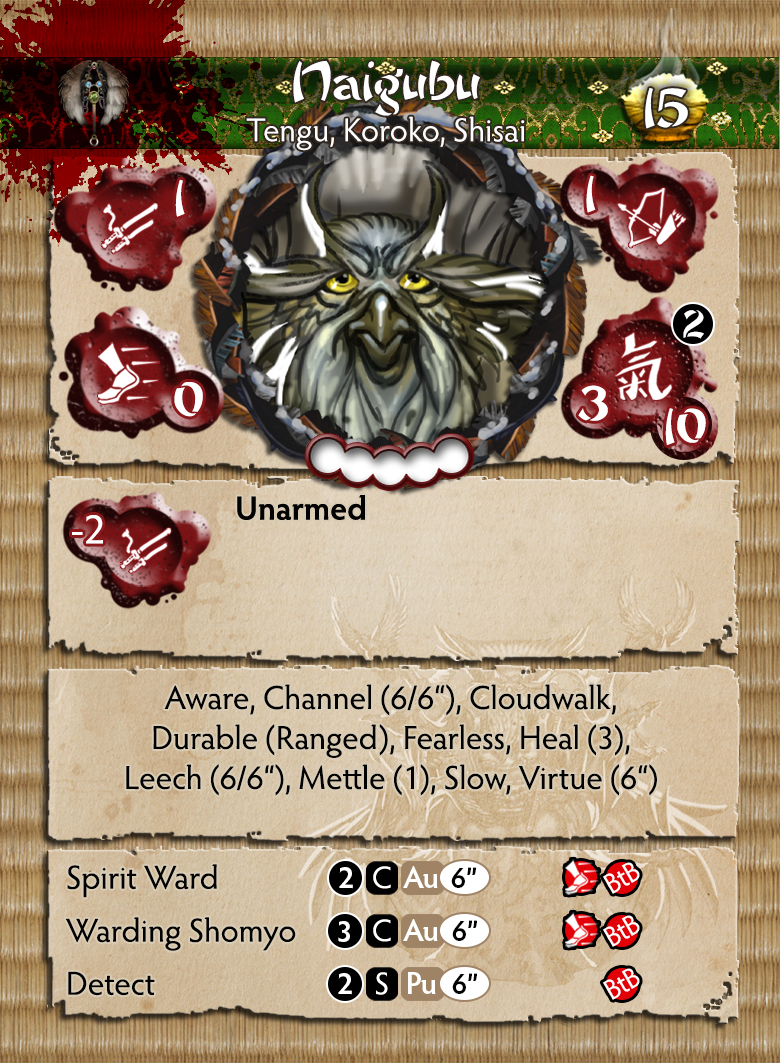 Naigubu
15
Tengu, Koroko, Shisai
1
1
2
0
氣
3
10
-2
Unarmed
Aware, Channel (6/6“), Cloudwalk,
Durable (Ranged), Fearless, Heal (3),
Leech (6/6“), Mettle (1), Slow, Virtue (6“)
Spirit Ward 2 C Au 6” BtB
Warding Shomyo 3 C Au 6” BtB
Detect 2 S Pu 6” BtB